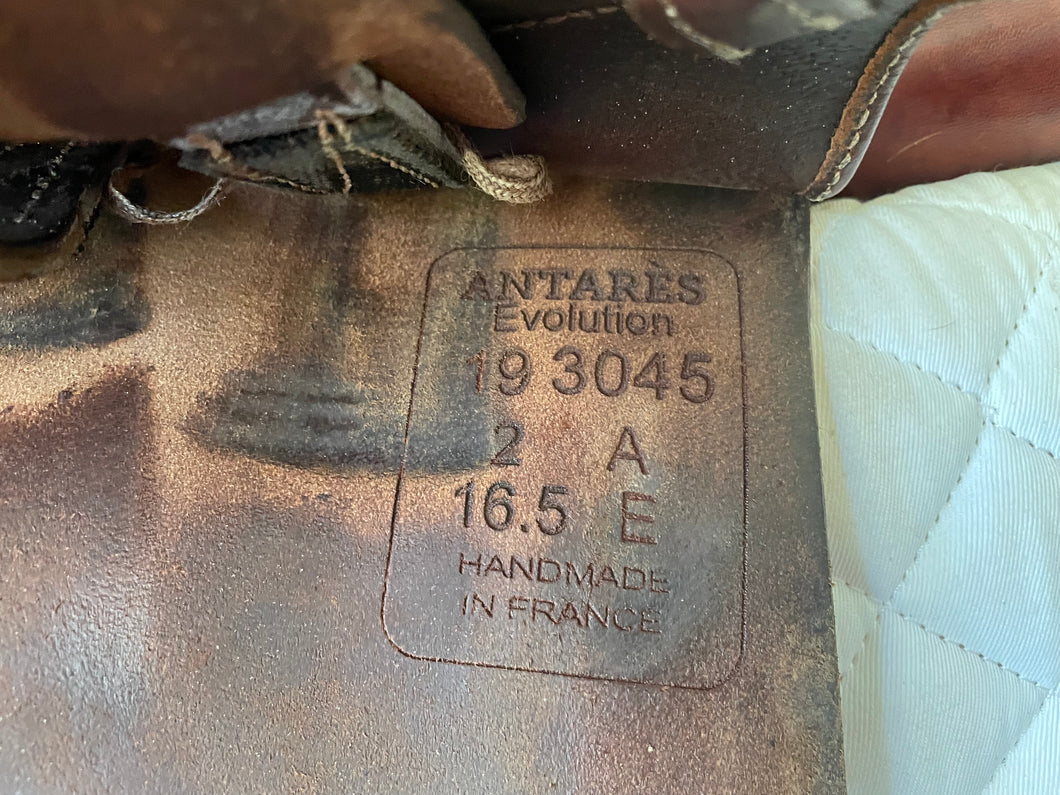 ANTARÈS
Evolution
19 3045
2 A
16.5 E
HANDMADE
IN FRANCE